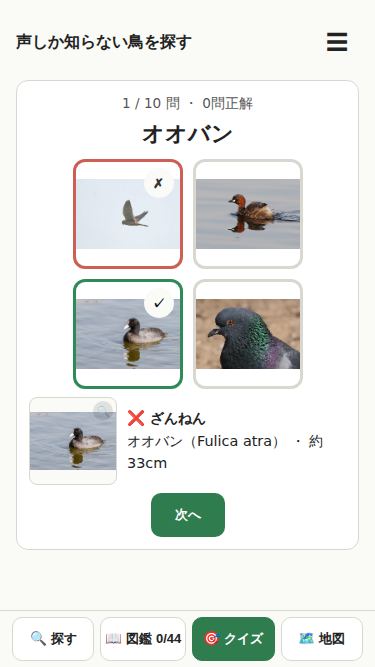 声しか知らない鳥を探す
☰
1 / 10 問 ・ 0問正解
オオバン
✗
✓
❌ ざんねん
オオバン（Fulica atra） ・ 約
33cm
次へ
🔍 探す
📖 図鑑 0/44
🎯 クイズ
🗺️ 地図